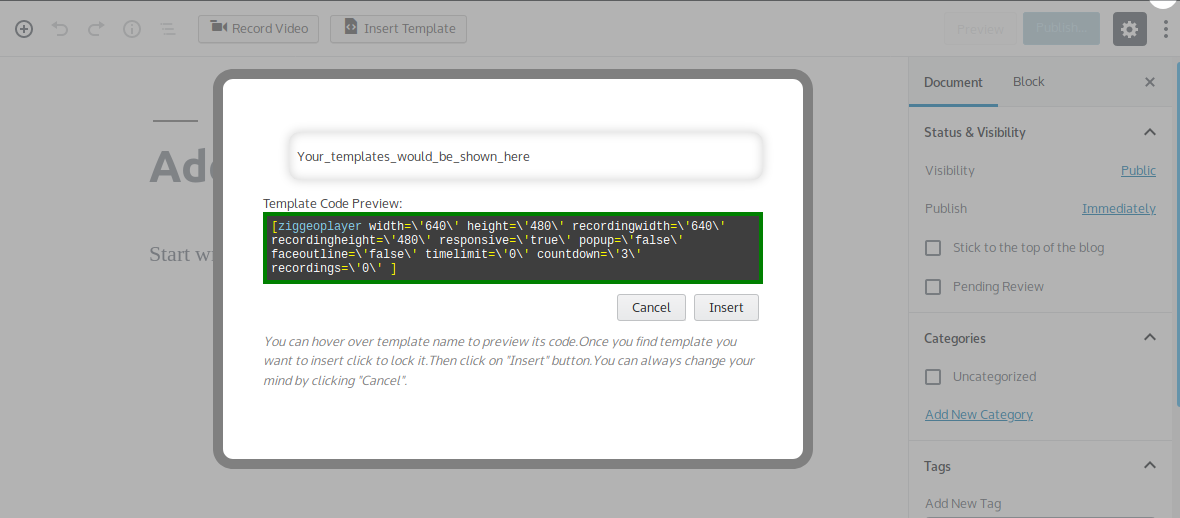 Record Video
Insert Template
Preview
Publish...
Document
Block
Status & Visibility
Visibility
Public
Publish
Immediately
Stick to the top of the blog
Pending Review
Categories
Uncategorized
Add New Category
Tags
Add New Tag
Start w
Your_templates_would_be_shown_here
Template Code Preview:
[ziggeoplayer width=\'640\' height=\'480\' recordingwidth=\'640\'
recordingheight=\'480\' responsive=\'true\' popup=\'false\'
faceoutline=\'false\' timelimit=\'0\' countdown=\'3\'
recordings=\'0\' ]
Cancel
Insert
You can hover over template name to preview its code.Once you find template you
want to insert click to lock it.Then click on "Insert" button.You can always change your
mind by clicking "Cancel".